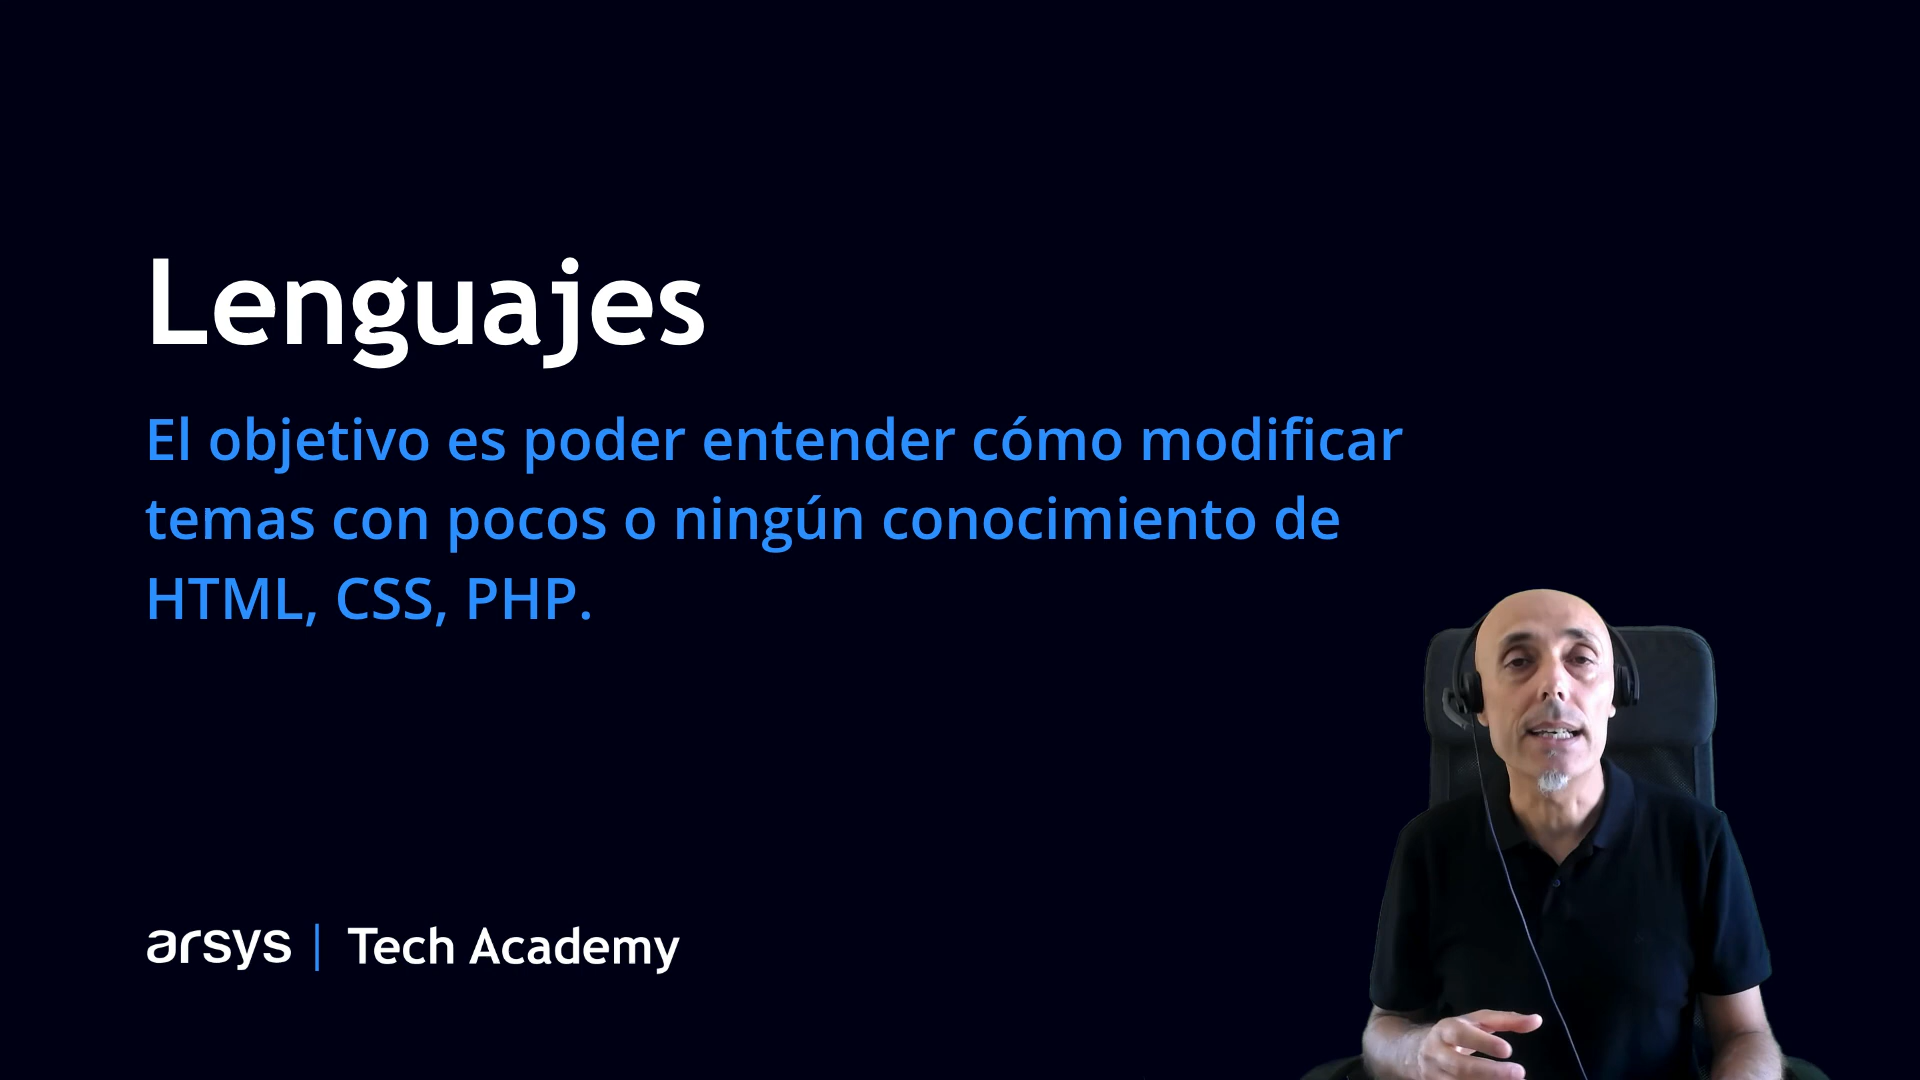 Lenguajes
El objetivo es poder entender cómo modificar
temas con pocos o ningún conocimiento de
HTML, CSS, PHP.
arsys | Tech Academy